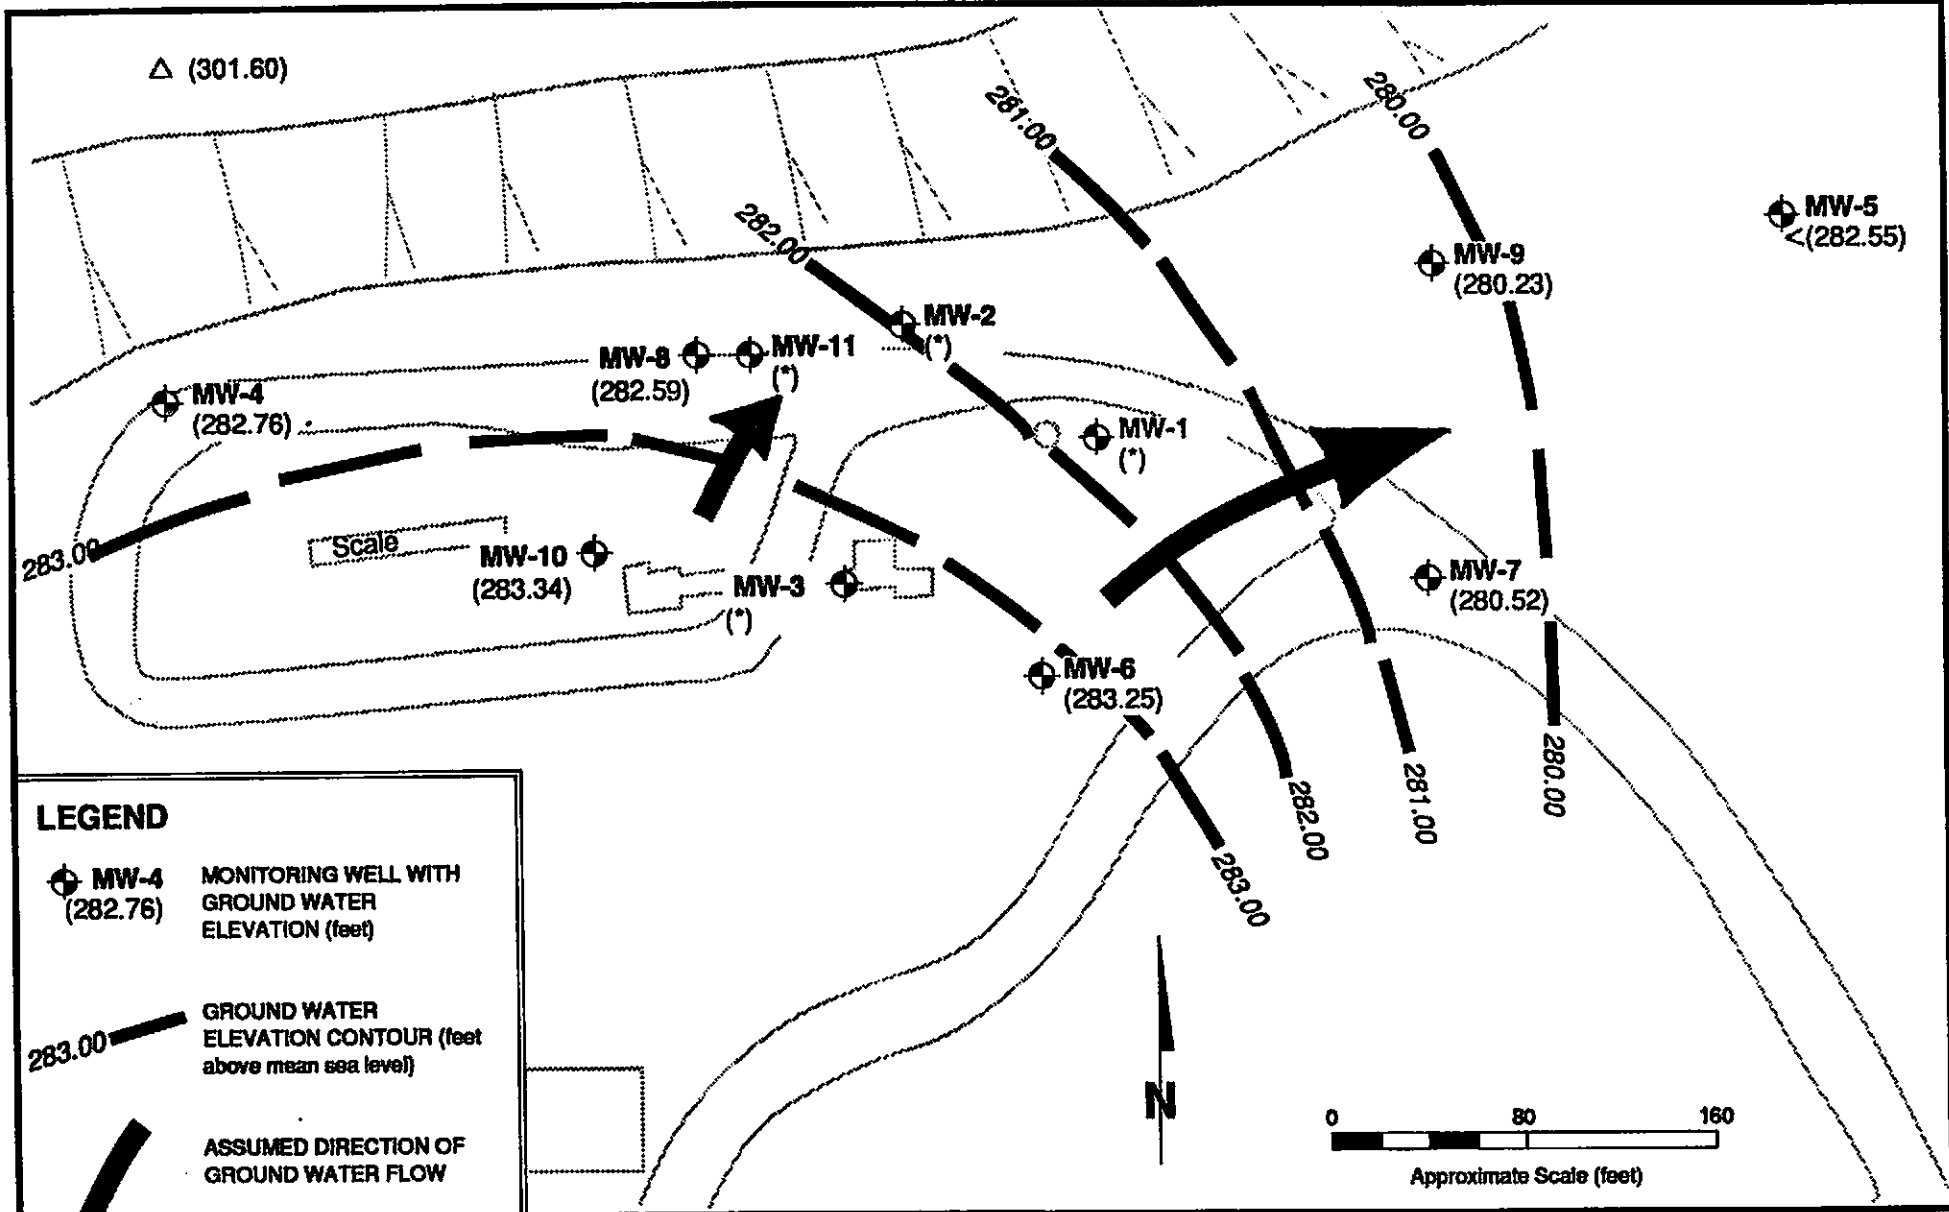 △ (301.60)
281.00
280.00
282.00
MW-5
<(282.55)
MW-9
(280.23)
MW-2
(*)
MW-8
(282.59)
MW-11
(*)
MW-4
(282.76)
MW-1
(*)
283.00
Scale
MW-10
(283.34)
MW-3
(*)
MW-7
(280.52)
MW-6
(283.25)
282.00
281.00
280.00
283.00
LEGEND
MW-4
(282.76)
MONITORING WELL WITH
GROUND WATER
ELEVATION (feet)
283.00
GROUND WATER
ELEVATION CONTOUR (feet
above mean sea level)
ASSUMED DIRECTION OF
GROUND WATER FLOW
N
0 80 160
Approximate Scale (feet)